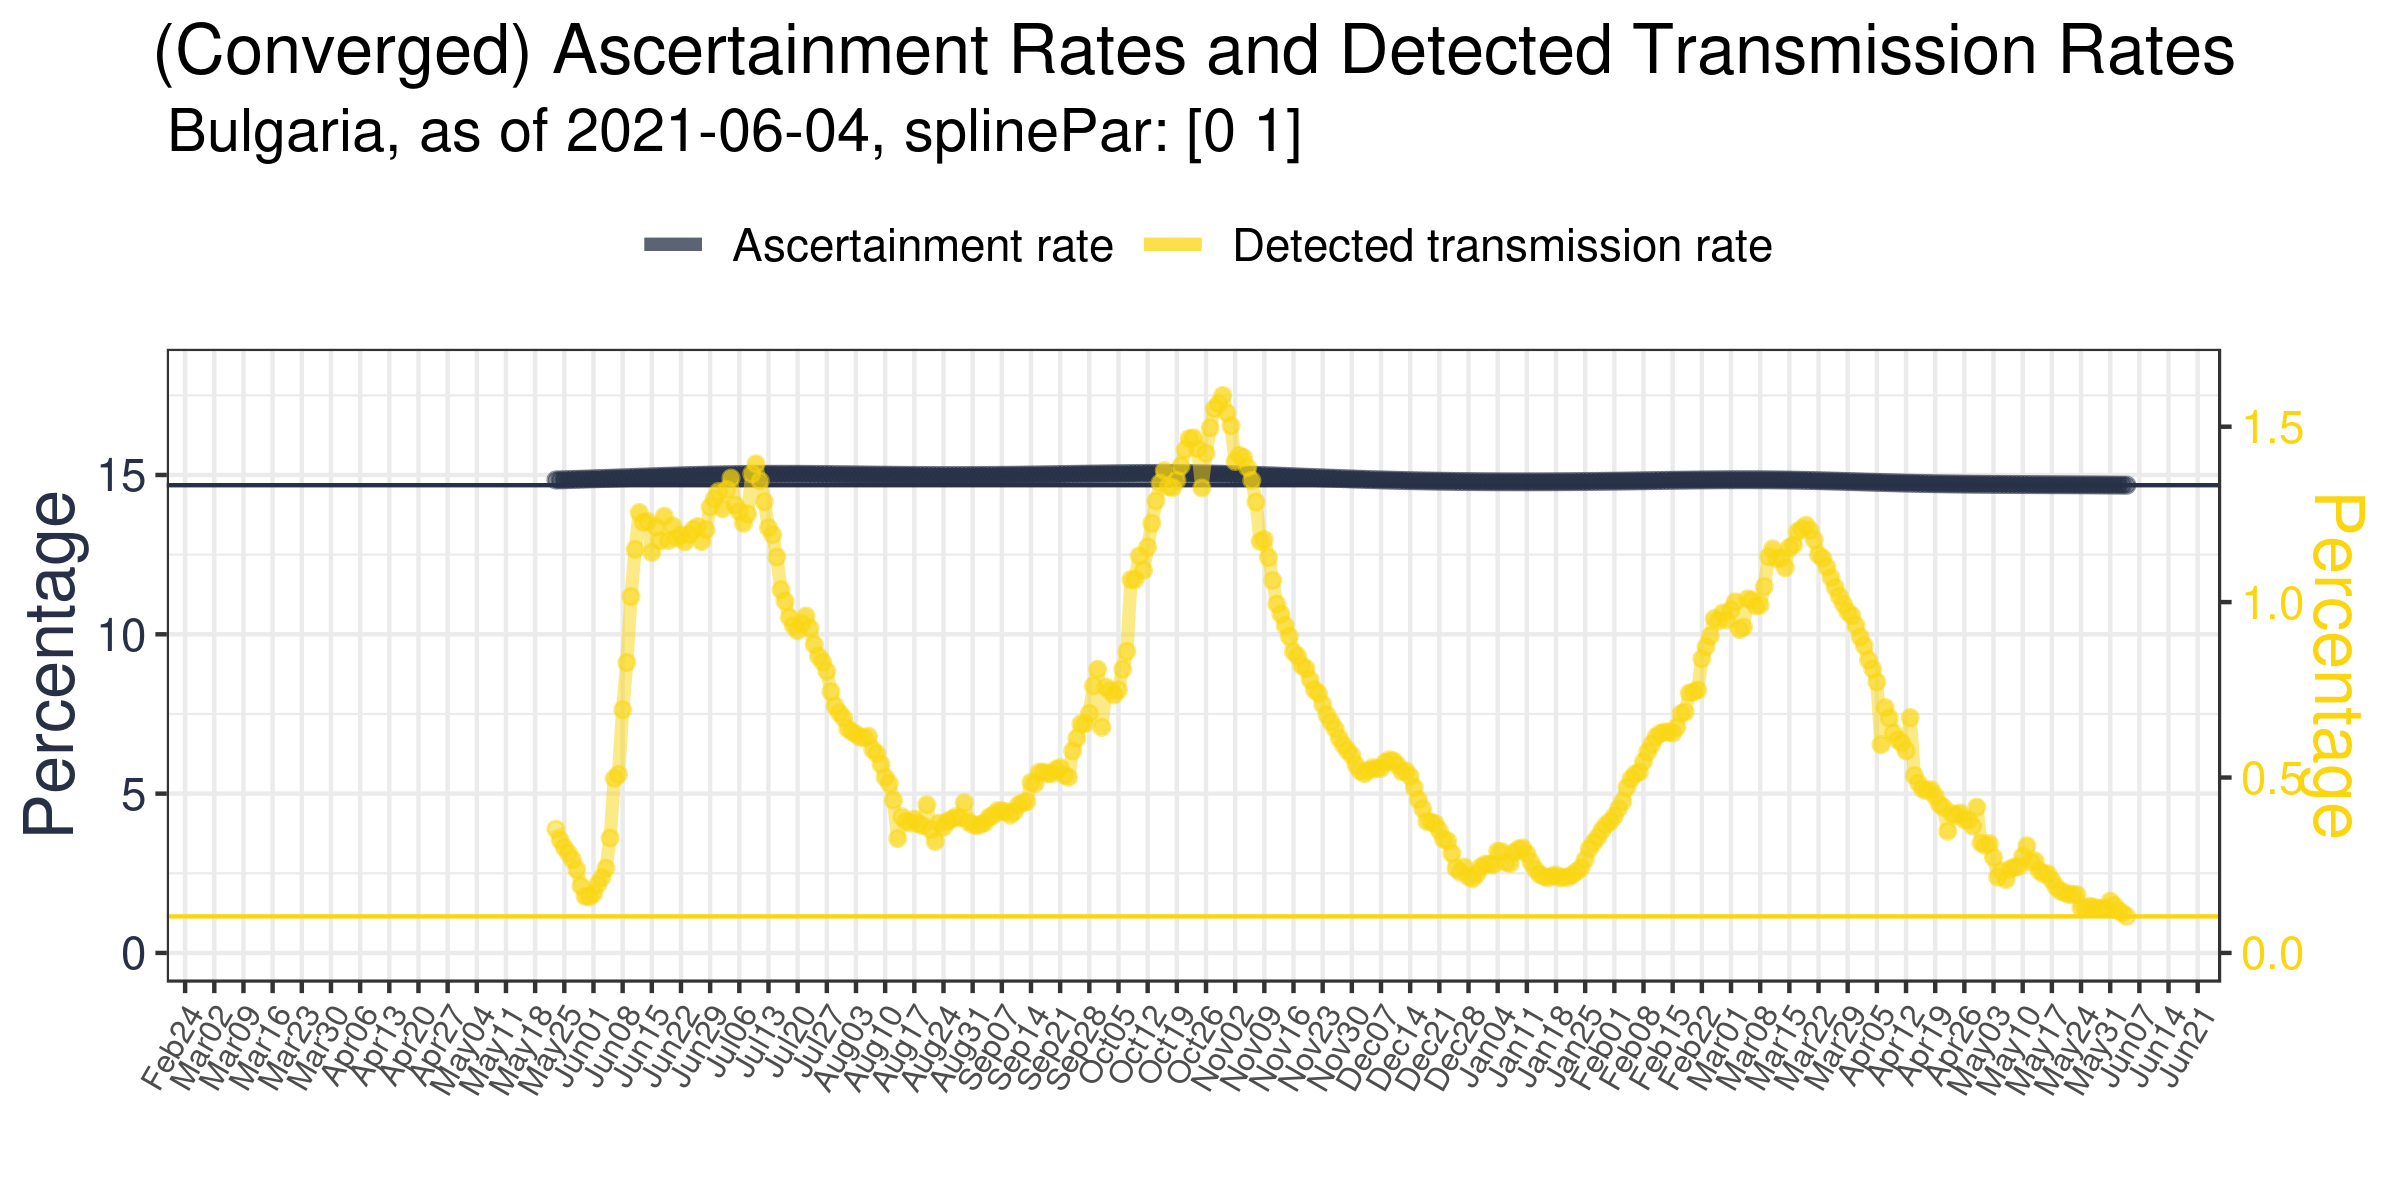 (Converged) Ascertainment Rates and Detected Transmission Rates
Bulgaria, as of 2021-06-04, splinePar: [0 1]
Ascertainment rate
Detected transmission rate
Percentage
15
10
5
0
1.5
1.0
0.5
0.0
Percentage
Feb24
Mar02
Mar09
Mar16
Mar23
Mar30
Apr06
Apr13
Apr20
Apr27
May04
May11
May18
May25
Jun01
Jun08
Jun15
Jun22
Jun29
Jul06
Jul13
Jul20
Jul27
Aug03
Aug10
Aug17
Aug24
Aug31
Sep07
Sep14
Sep21
Sep28
Oct05
Oct12
Oct19
Oct26
Nov02
Nov09
Nov16
Nov23
Nov30
Dec07
Dec14
Dec21
Dec28
Jan04
Jan11
Jan18
Jan25
Feb01
Feb08
Feb15
Feb22
Mar01
Mar08
Mar15
Mar22
Mar29
Apr05
Apr12
Apr19
Apr26
May03
May10
May17
May24
May31
Jun07
Jun14
Jun21